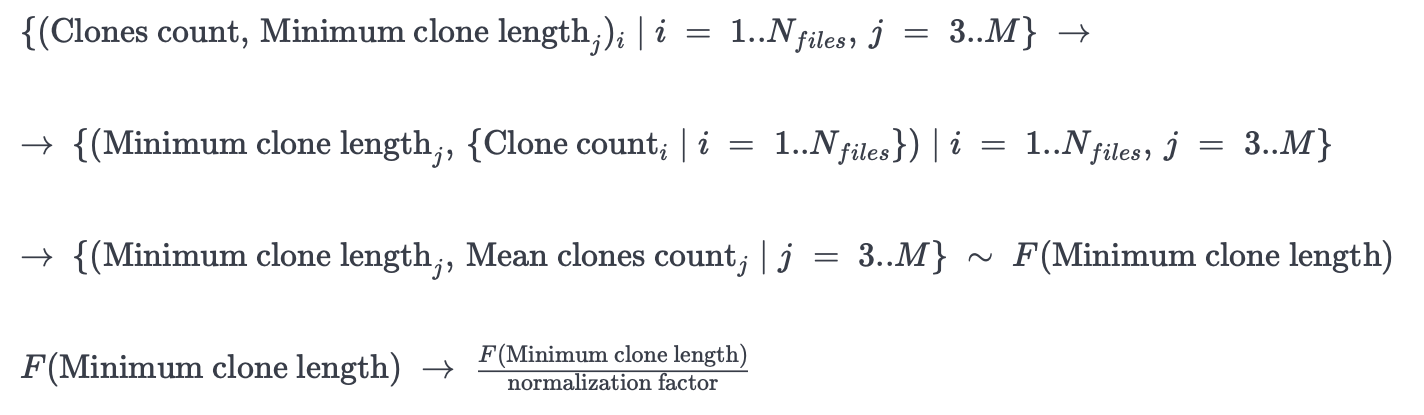 {(Clones count, Minimum clone length_j)_i | i = 1..N_files, j = 3..M} →
→ {(Minimum clone length_j, {Clone count_i | i = 1..N_files}) | i = 1..N_files, j = 3..M}
→ {(Minimum clone length_j, Mean clones count_j | j = 3..M} ∼ F(Minimum clone length)
F(Minimum clone length) → F(Minimum clone length) / normalization factor